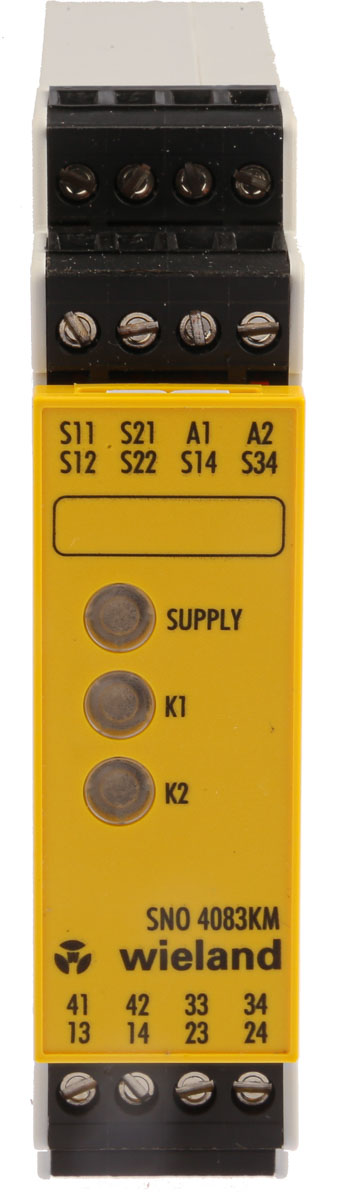 S11 S21 A1 A2
S12 S22 S14 S34
SUPPLY
K1
K2
SNO 4083KM
wieland
41 42 33 34
13 14 23 24